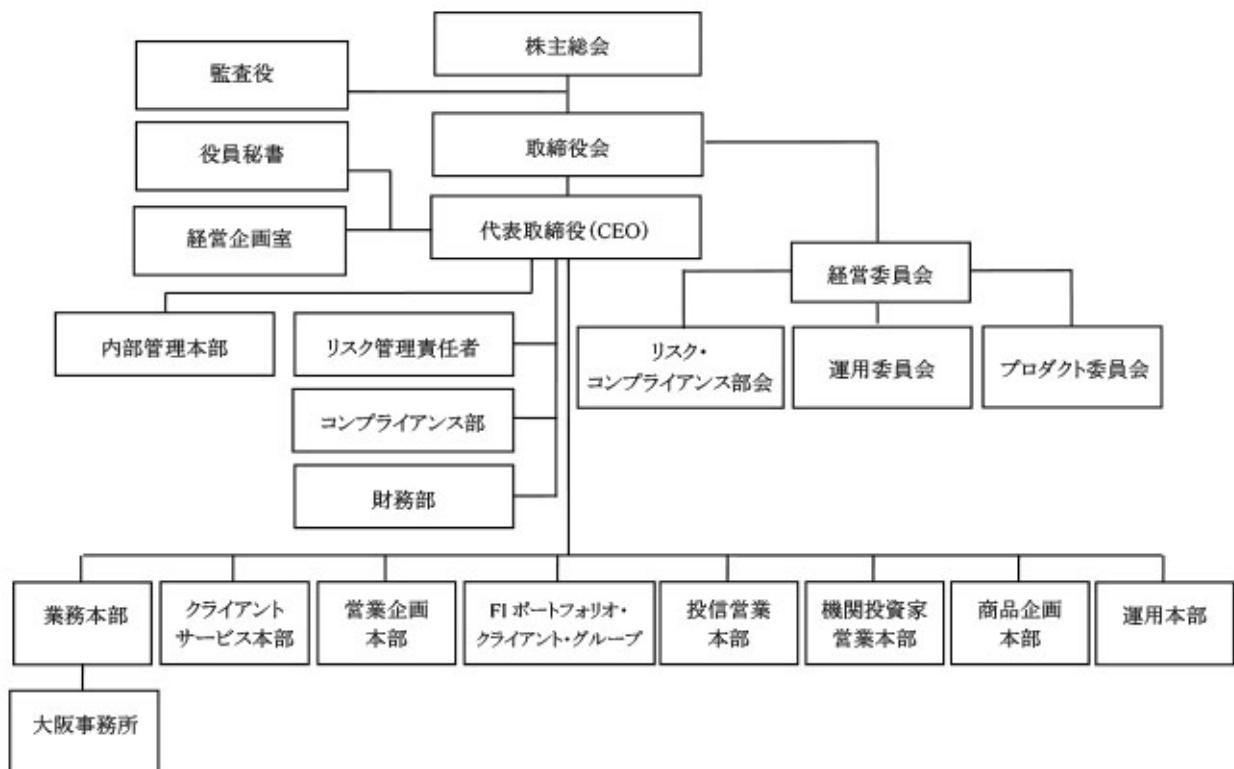 株主総会
監査役
取締役会
役員秘書
代表取締役(CEO)
経営企画室
経営委員会
内部管理本部
リスク管理責任者
リスク・
コンプライアンス部会
運用委員会
プロダクト委員会
コンプライアンス部
財務部
業務本部
クライアント
サービス本部
営業企画
本部
FIポートフォリオ・
クライアント・グループ
投信営業
本部
機関投資家
営業本部
商品企画
本部
運用本部
大阪事務所